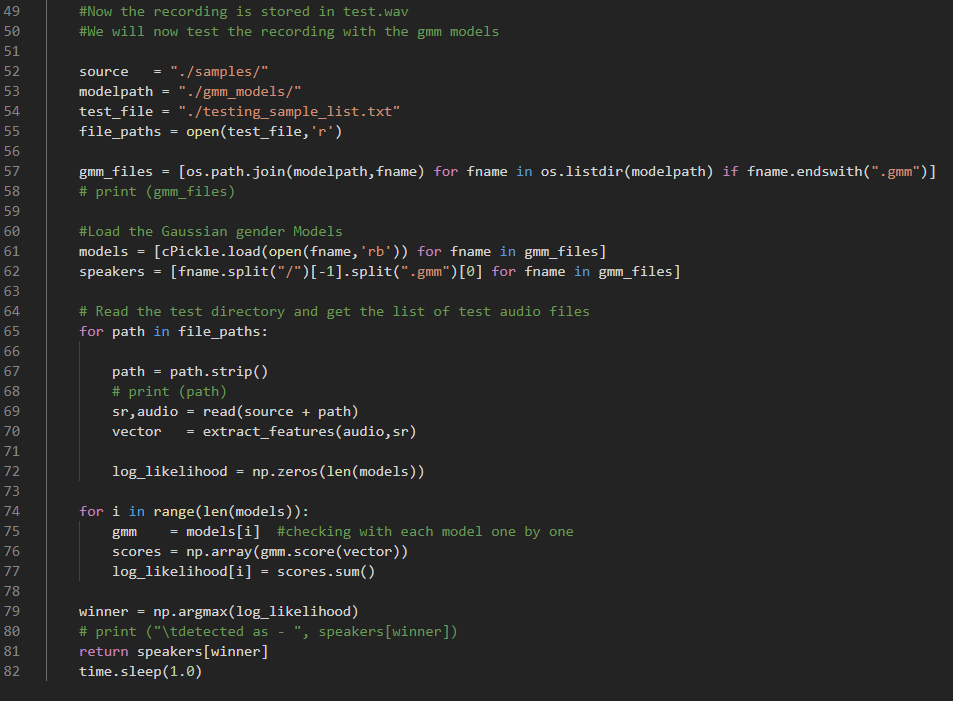 49 #Now the recording is stored in test.wav
50 #We will now test the recording with the gmm models
51
52 source   = "./samples/"
53 modelpath = "./gmm_models/"
54 test_file = "./testing_sample_list.txt"
55 file_paths = open(test_file,'r')
56
57 gmm_files = [os.path.join(modelpath,fname) for fname in os.listdir(modelpath) if fname.endswith(".gmm")]
58 # print (gmm_files)
59
60 #Load the Gaussian gender Models
61 models = [cPickle.load(open(fname,'rb')) for fname in gmm_files]
62 speakers = [fname.split("/")[-1].split(".gmm")[0] for fname in gmm_files]
63
64 # Read the test directory and get the list of test audio files
65 for path in file_paths:
66
67     path = path.strip()
68     # print (path)
69     sr,audio = read(source + path)
70     vector   = extract_features(audio,sr)
71
72     log_likelihood = np.zeros(len(models))
73
74 for i in range(len(models)):
75     gmm    = models[i]  #checking with each model one by one
76     scores = np.array(gmm.score(vector))
77     log_likelihood[i] = scores.sum()
78
79 winner = np.argmax(log_likelihood)
80 # print ("\tdetected as - ", speakers[winner])
81 return speakers[winner]
82 time.sleep(1.0)